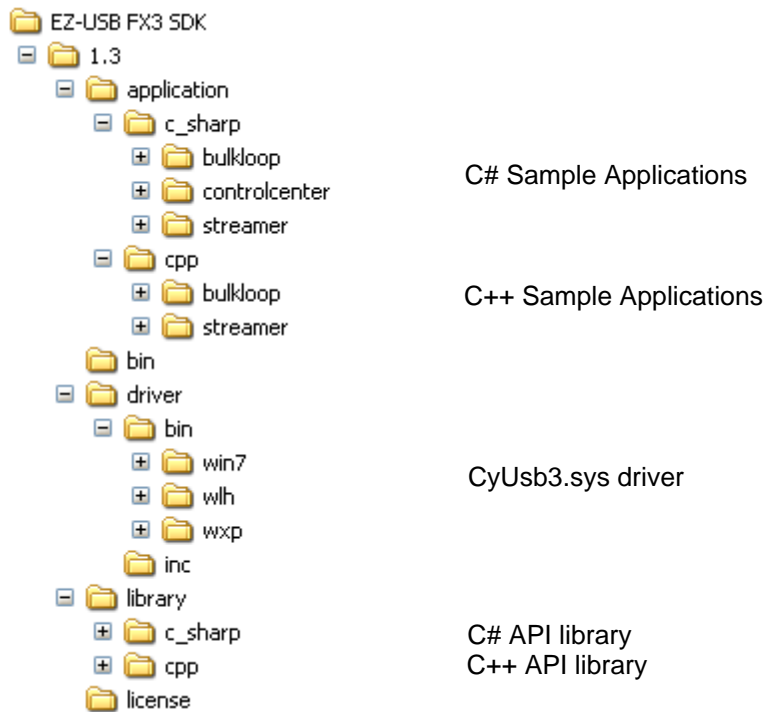 EZ-USB FX3 SDK
1.3
application
c_sharp
bulkloop
C# Sample Applications
controlcenter
streamer
cpp
bulkloop
C++ Sample Applications
streamer
bin
driver
bin
win7
CyUsb3.sys driver
wlh
wxp
inc
library
c_sharp C# API library
cpp C++ API library
license